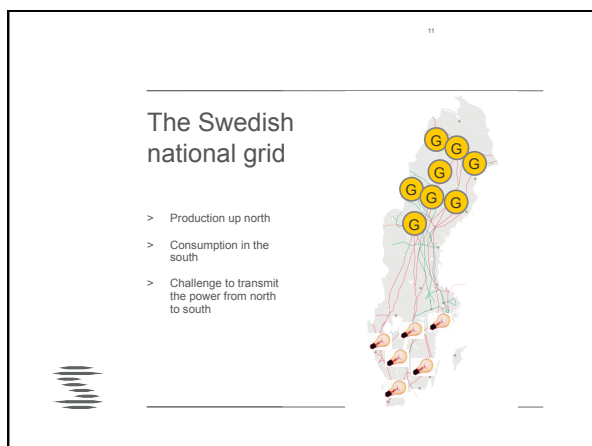 11
The Swedish
national grid
> Production up north
> Consumption in the
south
> Challenge to transmit
the power from north
to south
G
G
G
G
G
G
G
G